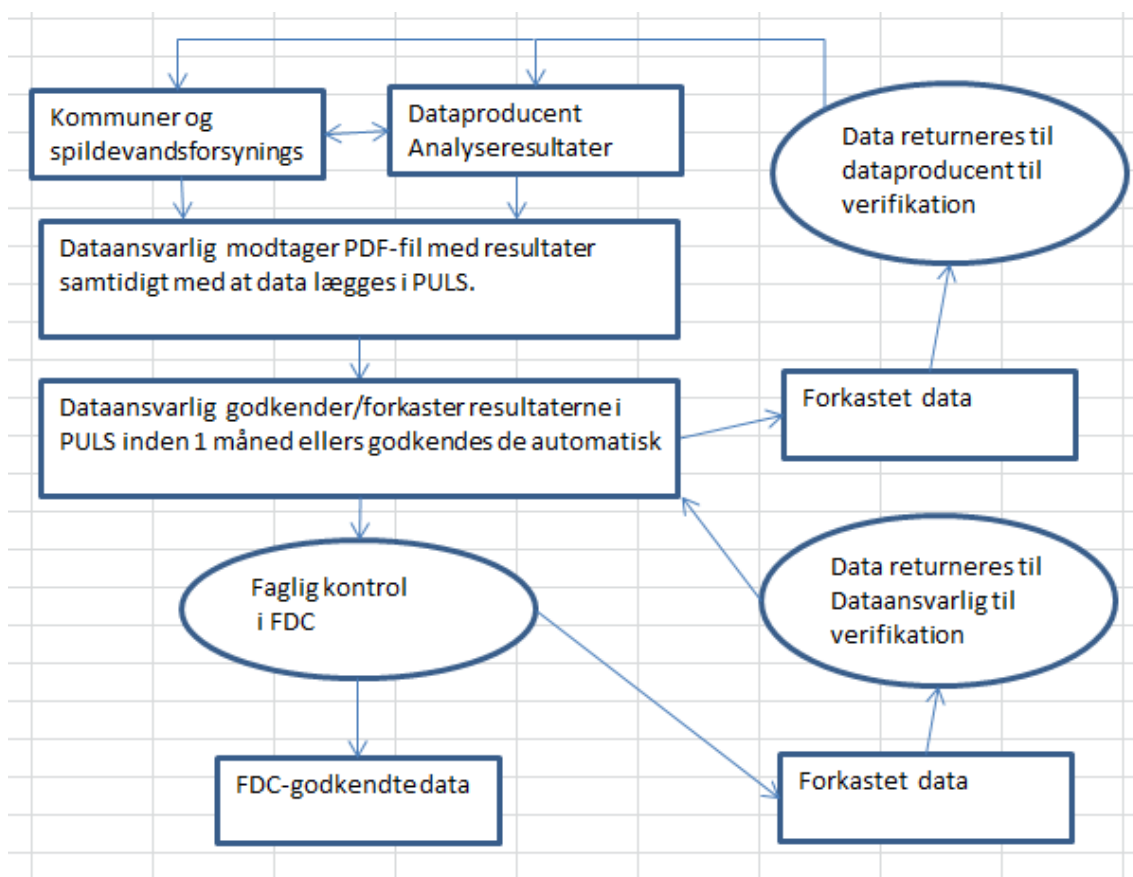 Kommuner og
spildevandsforsynings
Dataproducent
Analyseresultater
Data returneres til
dataproducent til
verifikation
Dataansvarlig modtager PDF-fil med resultater
samtidigt med at data lægges i PULS.
Dataansvarlig godkender/forkaster resultaterne i
PULS inden 1 måned ellers godkendes de automatisk
Forkastet data
Faglig kontrol
i FDC
Data returneres til
Dataansvarlig til
verifikation
FDC-godkendte data
Forkastet data